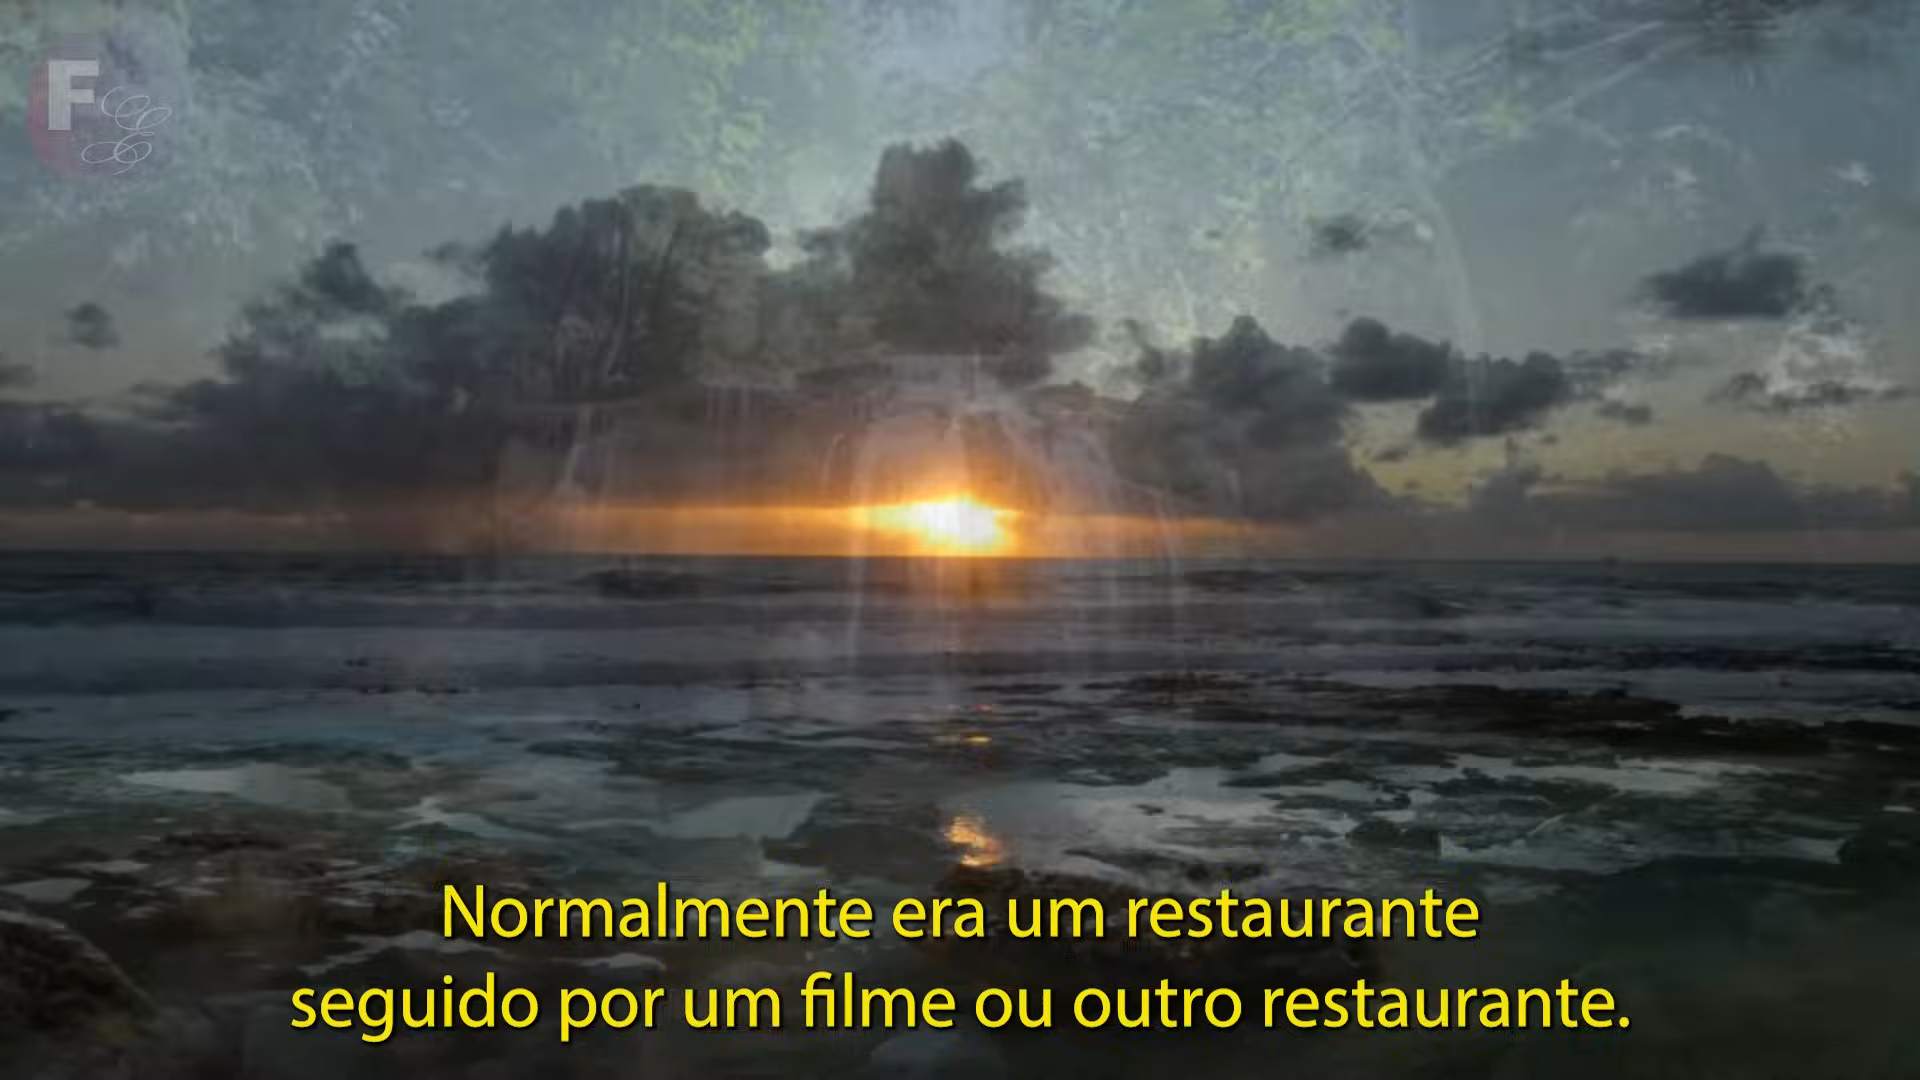 F
Normalmente era um restaurante
seguido por um filme ou outro restaurante.